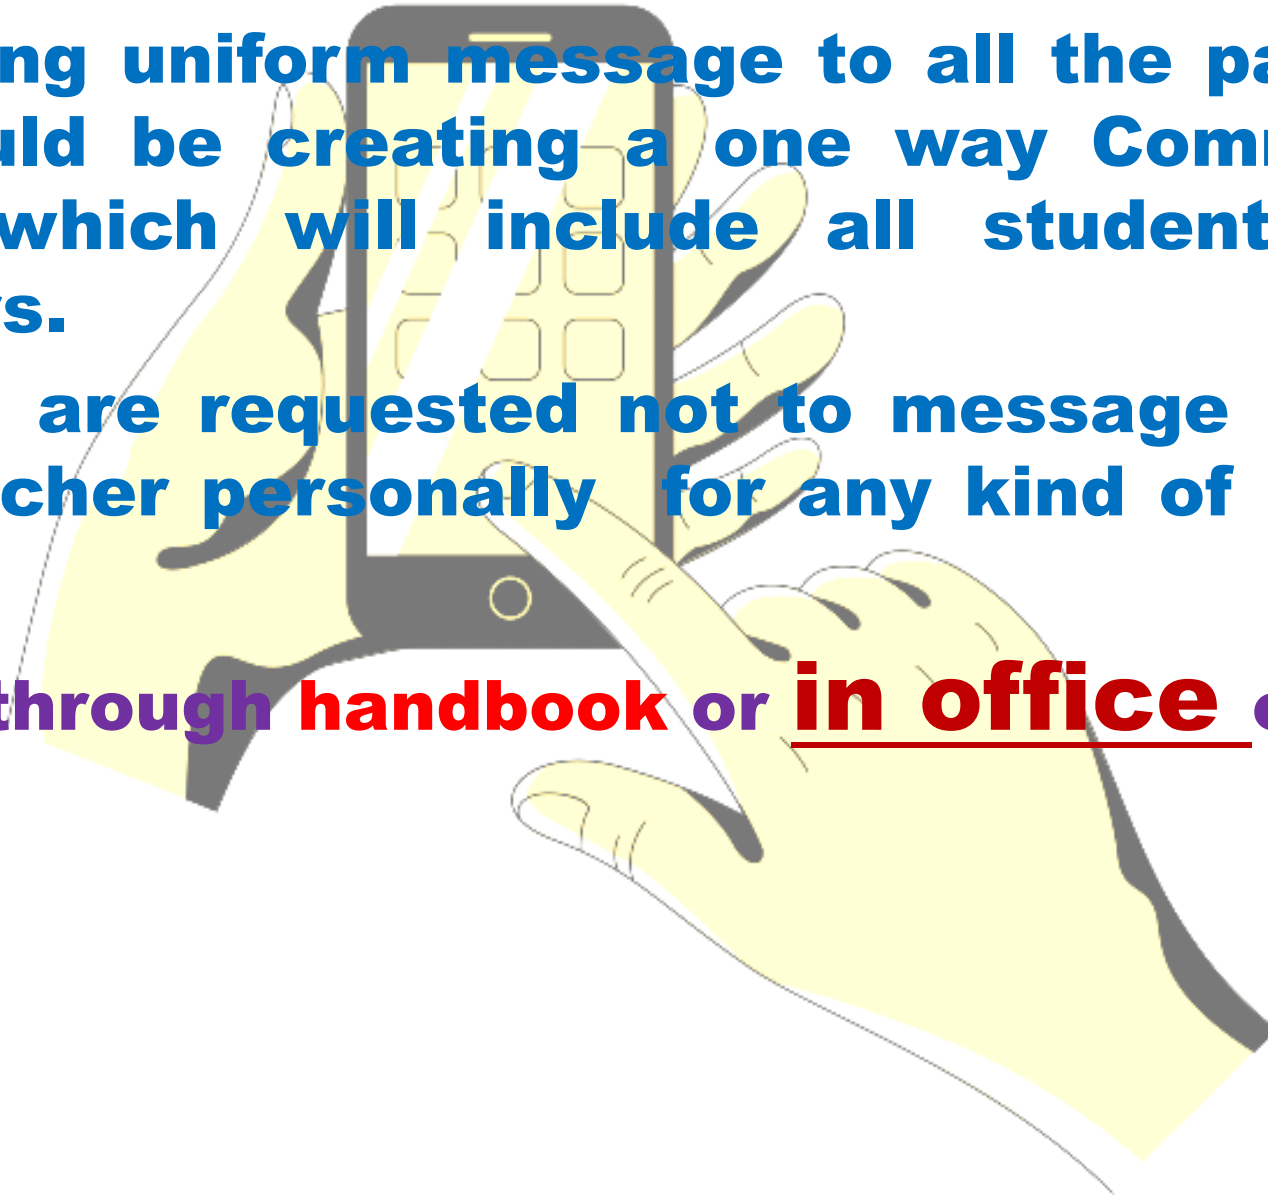 ng uniform message to all the pa
uld be creating a one way Com
which will include all student
s.
are requested not to message
cher personally for any kind of
through handbook or in office